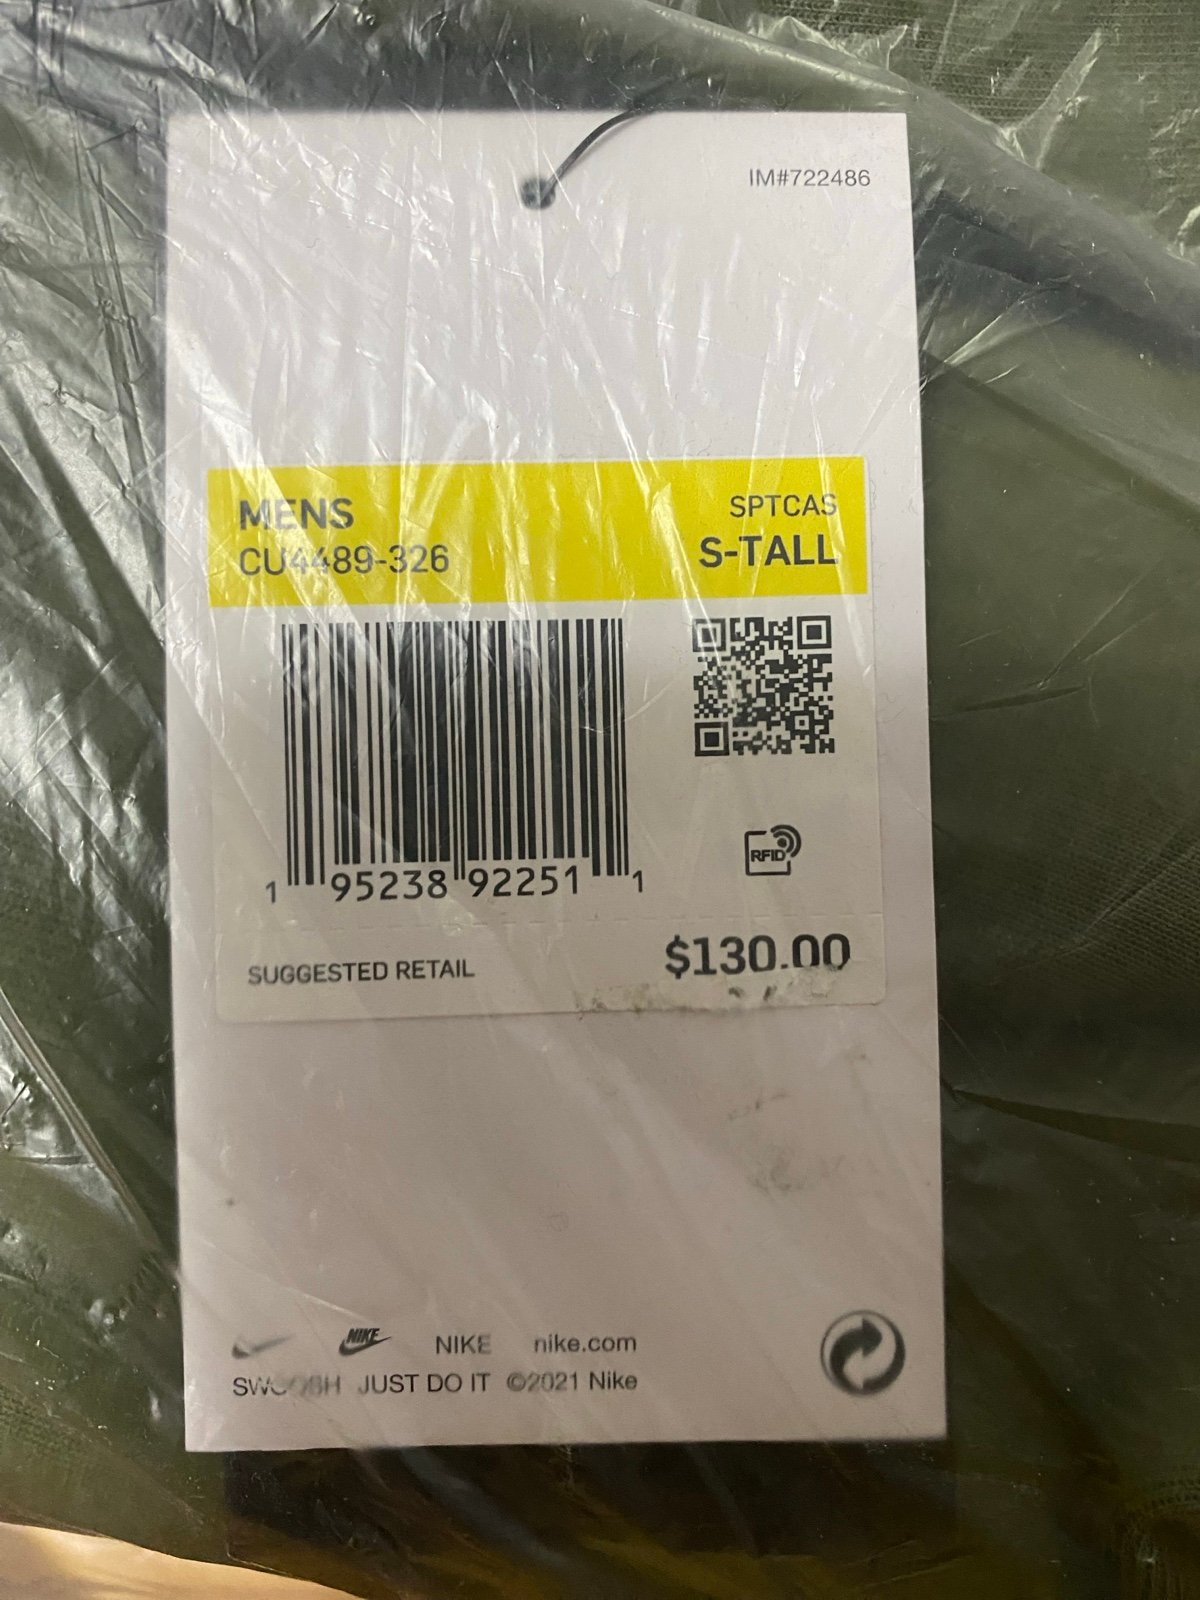 IM#722486
MENS
SPTCAS
CU4489-326
S-TALL
RFID
1 95238 92251 1
SUGGESTED RETAIL
$130.00
NIKE NIKE nike.com
SWOOSH JUST DO IT ©2021 Nike